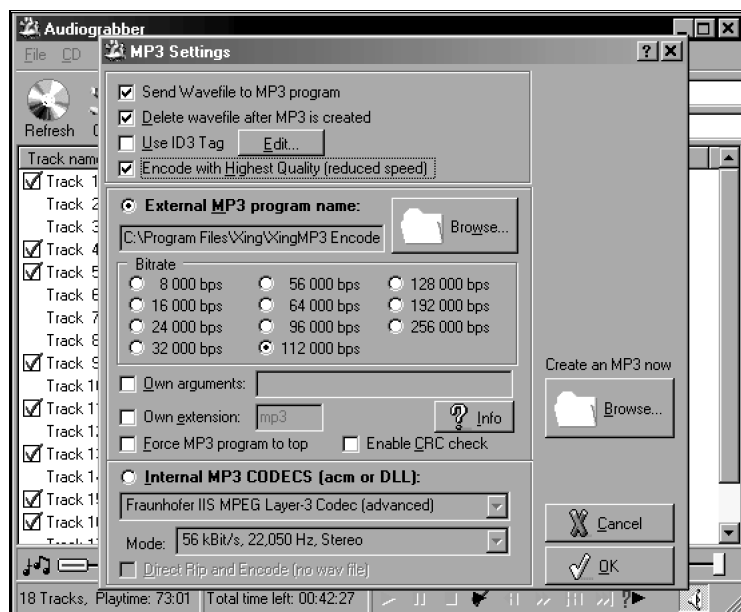 Audiograbber
File CD
MP3 Settings
Refresh
Send Wavefile to MP3 program
Delete wavefile after MP3 is created
Use ID3 Tag Edit...
Encode with Highest Quality (reduced speed)
Track name
Track 1
Track 2
Track 3
Track 4
Track 5
Track 6
Track 7
Track 8
Track 9
Track 1
Track 1
Track 1
Track 1
Track 1
Track 1
Track 1
External MP3 program name:
C:\Program Files\Xing\XingMP3 Encode
Browse...
Bitrate
8 000 bps 56 000 bps 128 000 bps
16 000 bps 64 000 bps 192 000 bps
24 000 bps 96 000 bps 256 000 bps
32 000 bps 112 000 bps
Own arguments:
Own extension: mp3 Info
Force MP3 program to top Enable CRC check
Internal MP3 CODECS (acm or DLL):
Fraunhofer IIS MPEG Layer-3 Codec (advanced)
Mode: 56 kBit/s, 22,050 Hz, Stereo
Direct Rip and Encode (no wav file)
Create an MP3 now
Browse...
Cancel
OK
18 Tracks, Playtime: 73:01 Total time left: 00:42:27